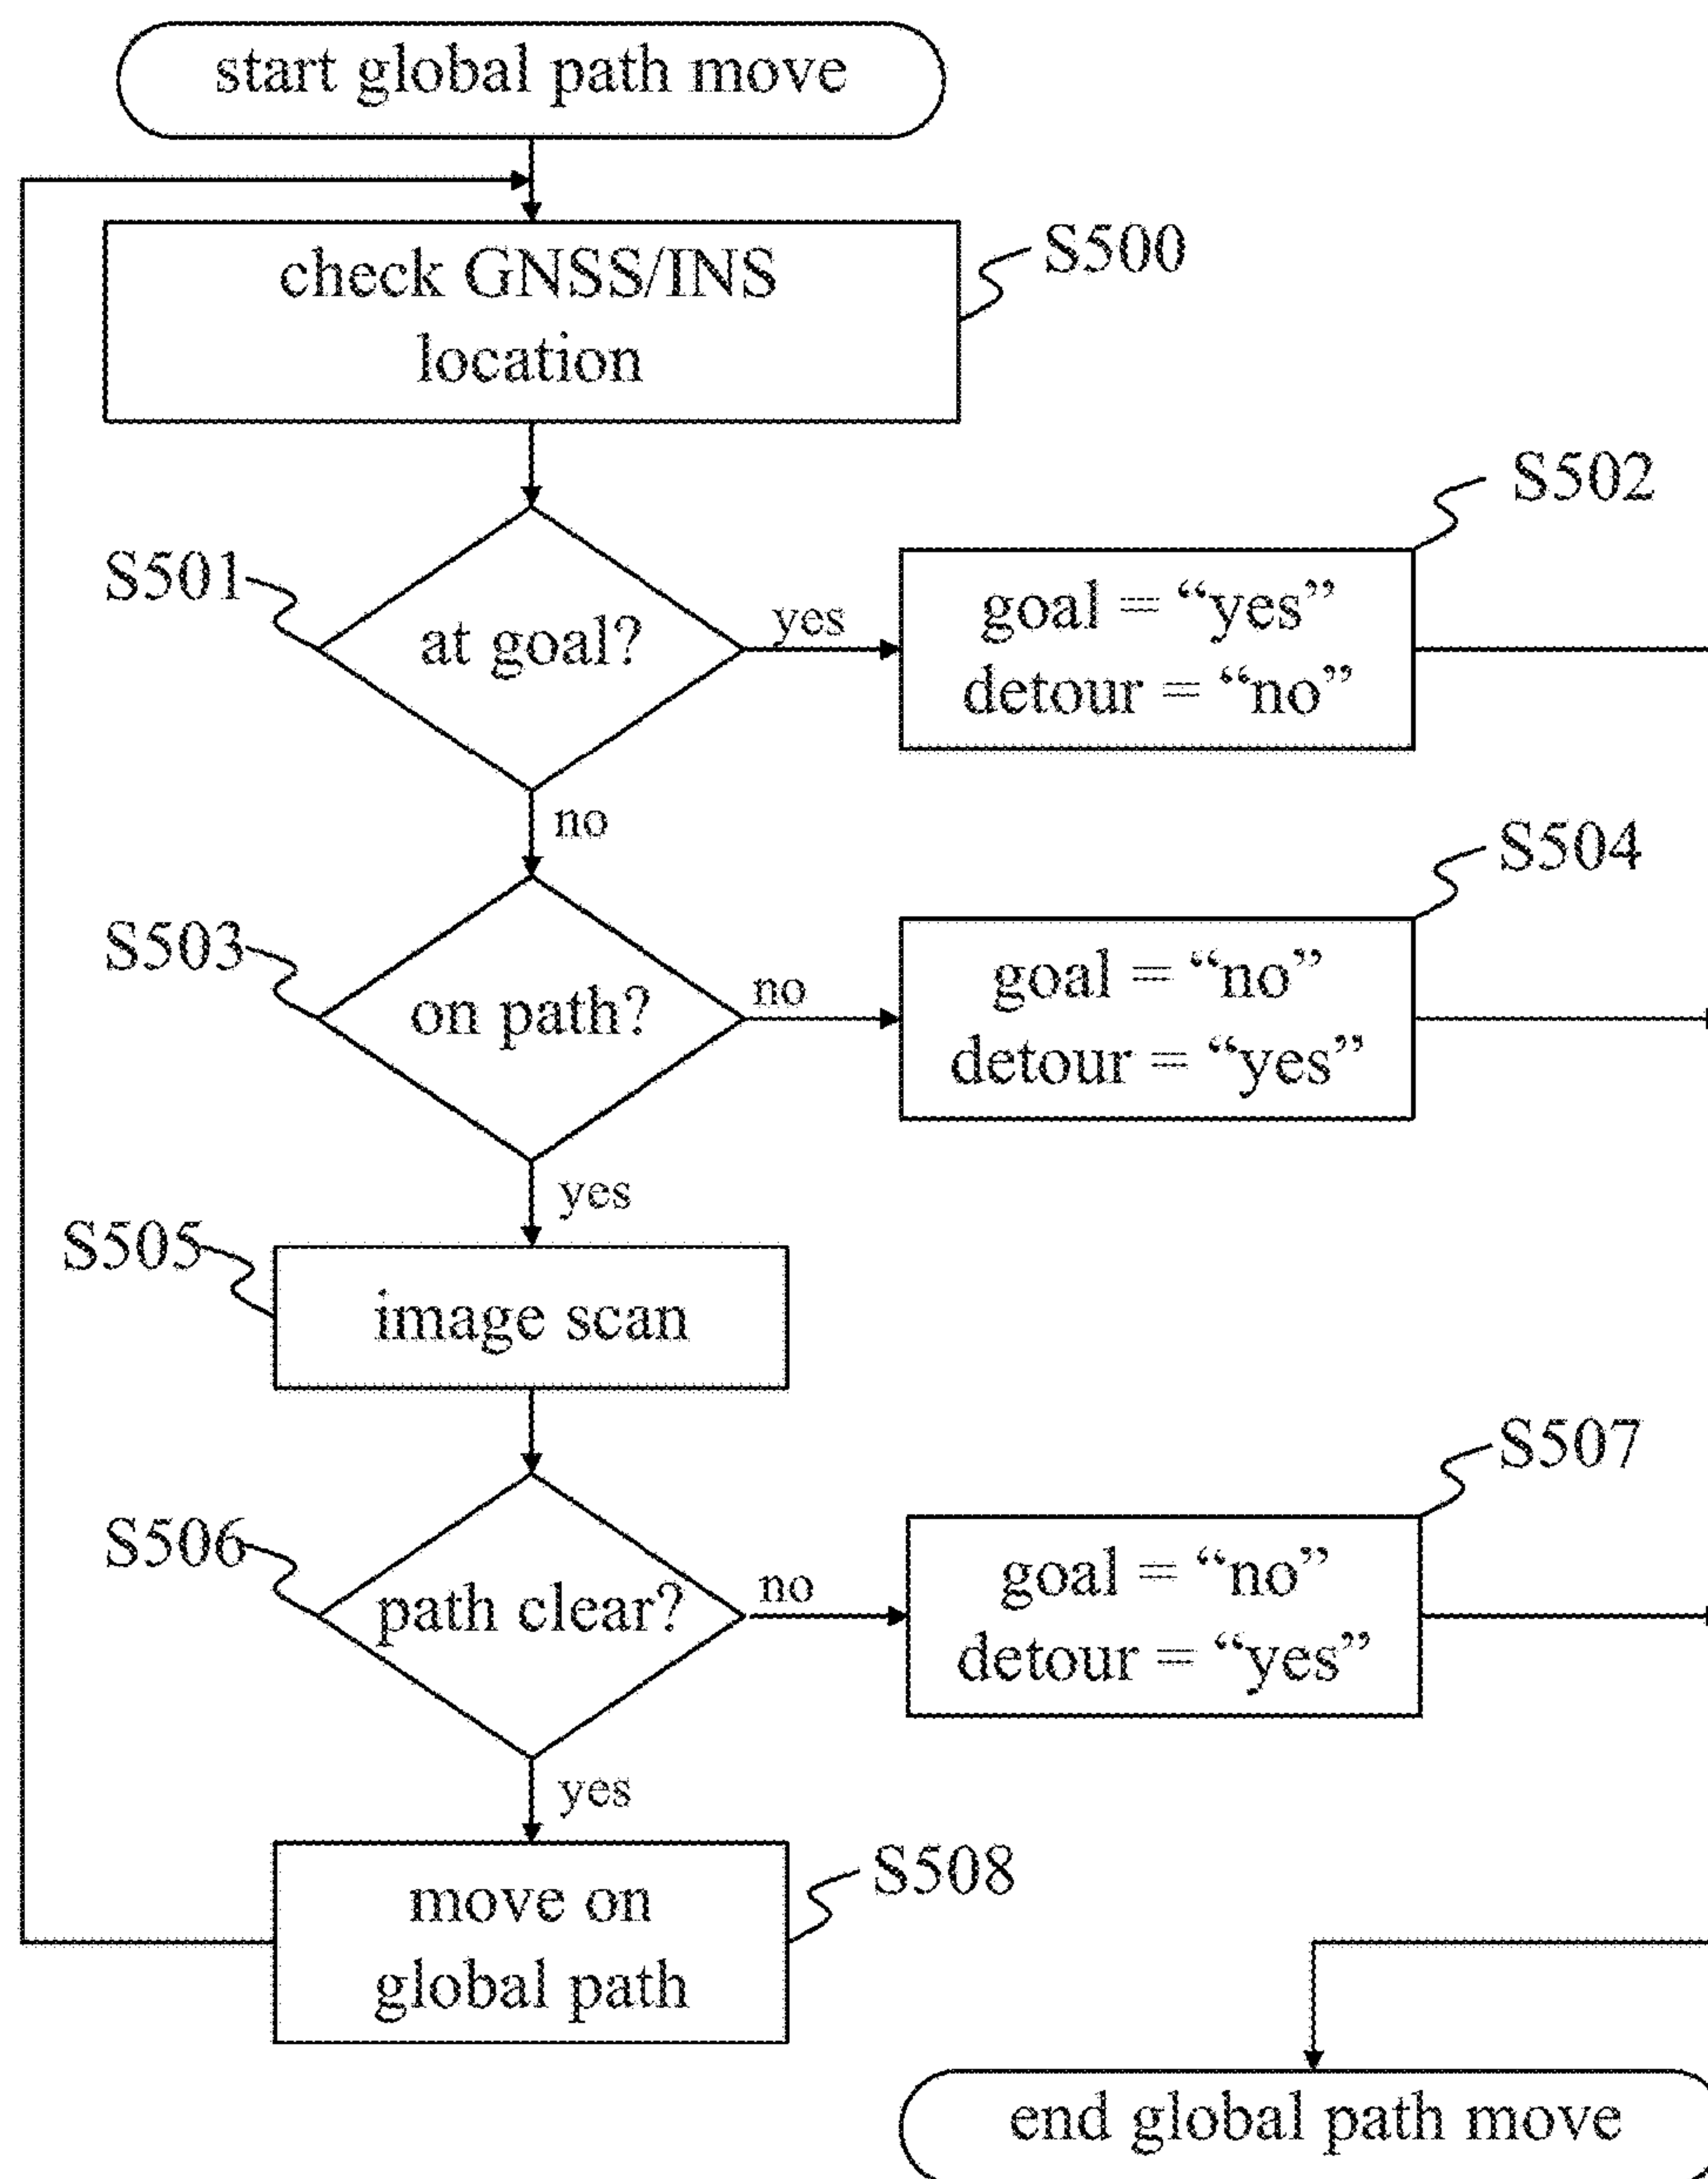 start global path move
check GNSS/INS
location
S500
S501
at goal?
yes
S502
goal = “yes”
detour = “no”
no
S503
on path?
no
S504
goal = “no”
detour = “yes”
yes
S505
image scan
S506
path clear?
no
S507
goal = “no”
detour = “yes”
yes
move on
global path
S508
end global path move